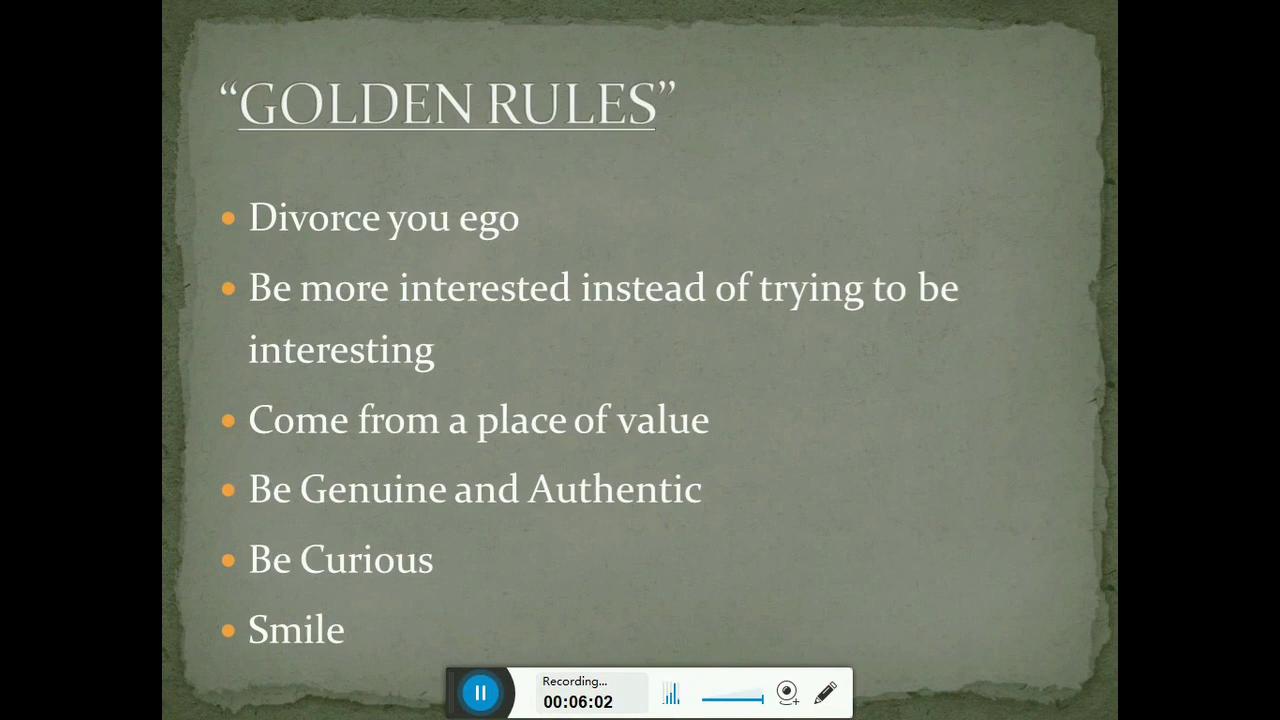 “GOLDEN RULES”
• Divorce you ego
• Be more interested instead of trying to be
interesting
• Come from a place of value
• Be Genuine and Authentic
• Be Curious
• Smile
Recording...
00:06:02